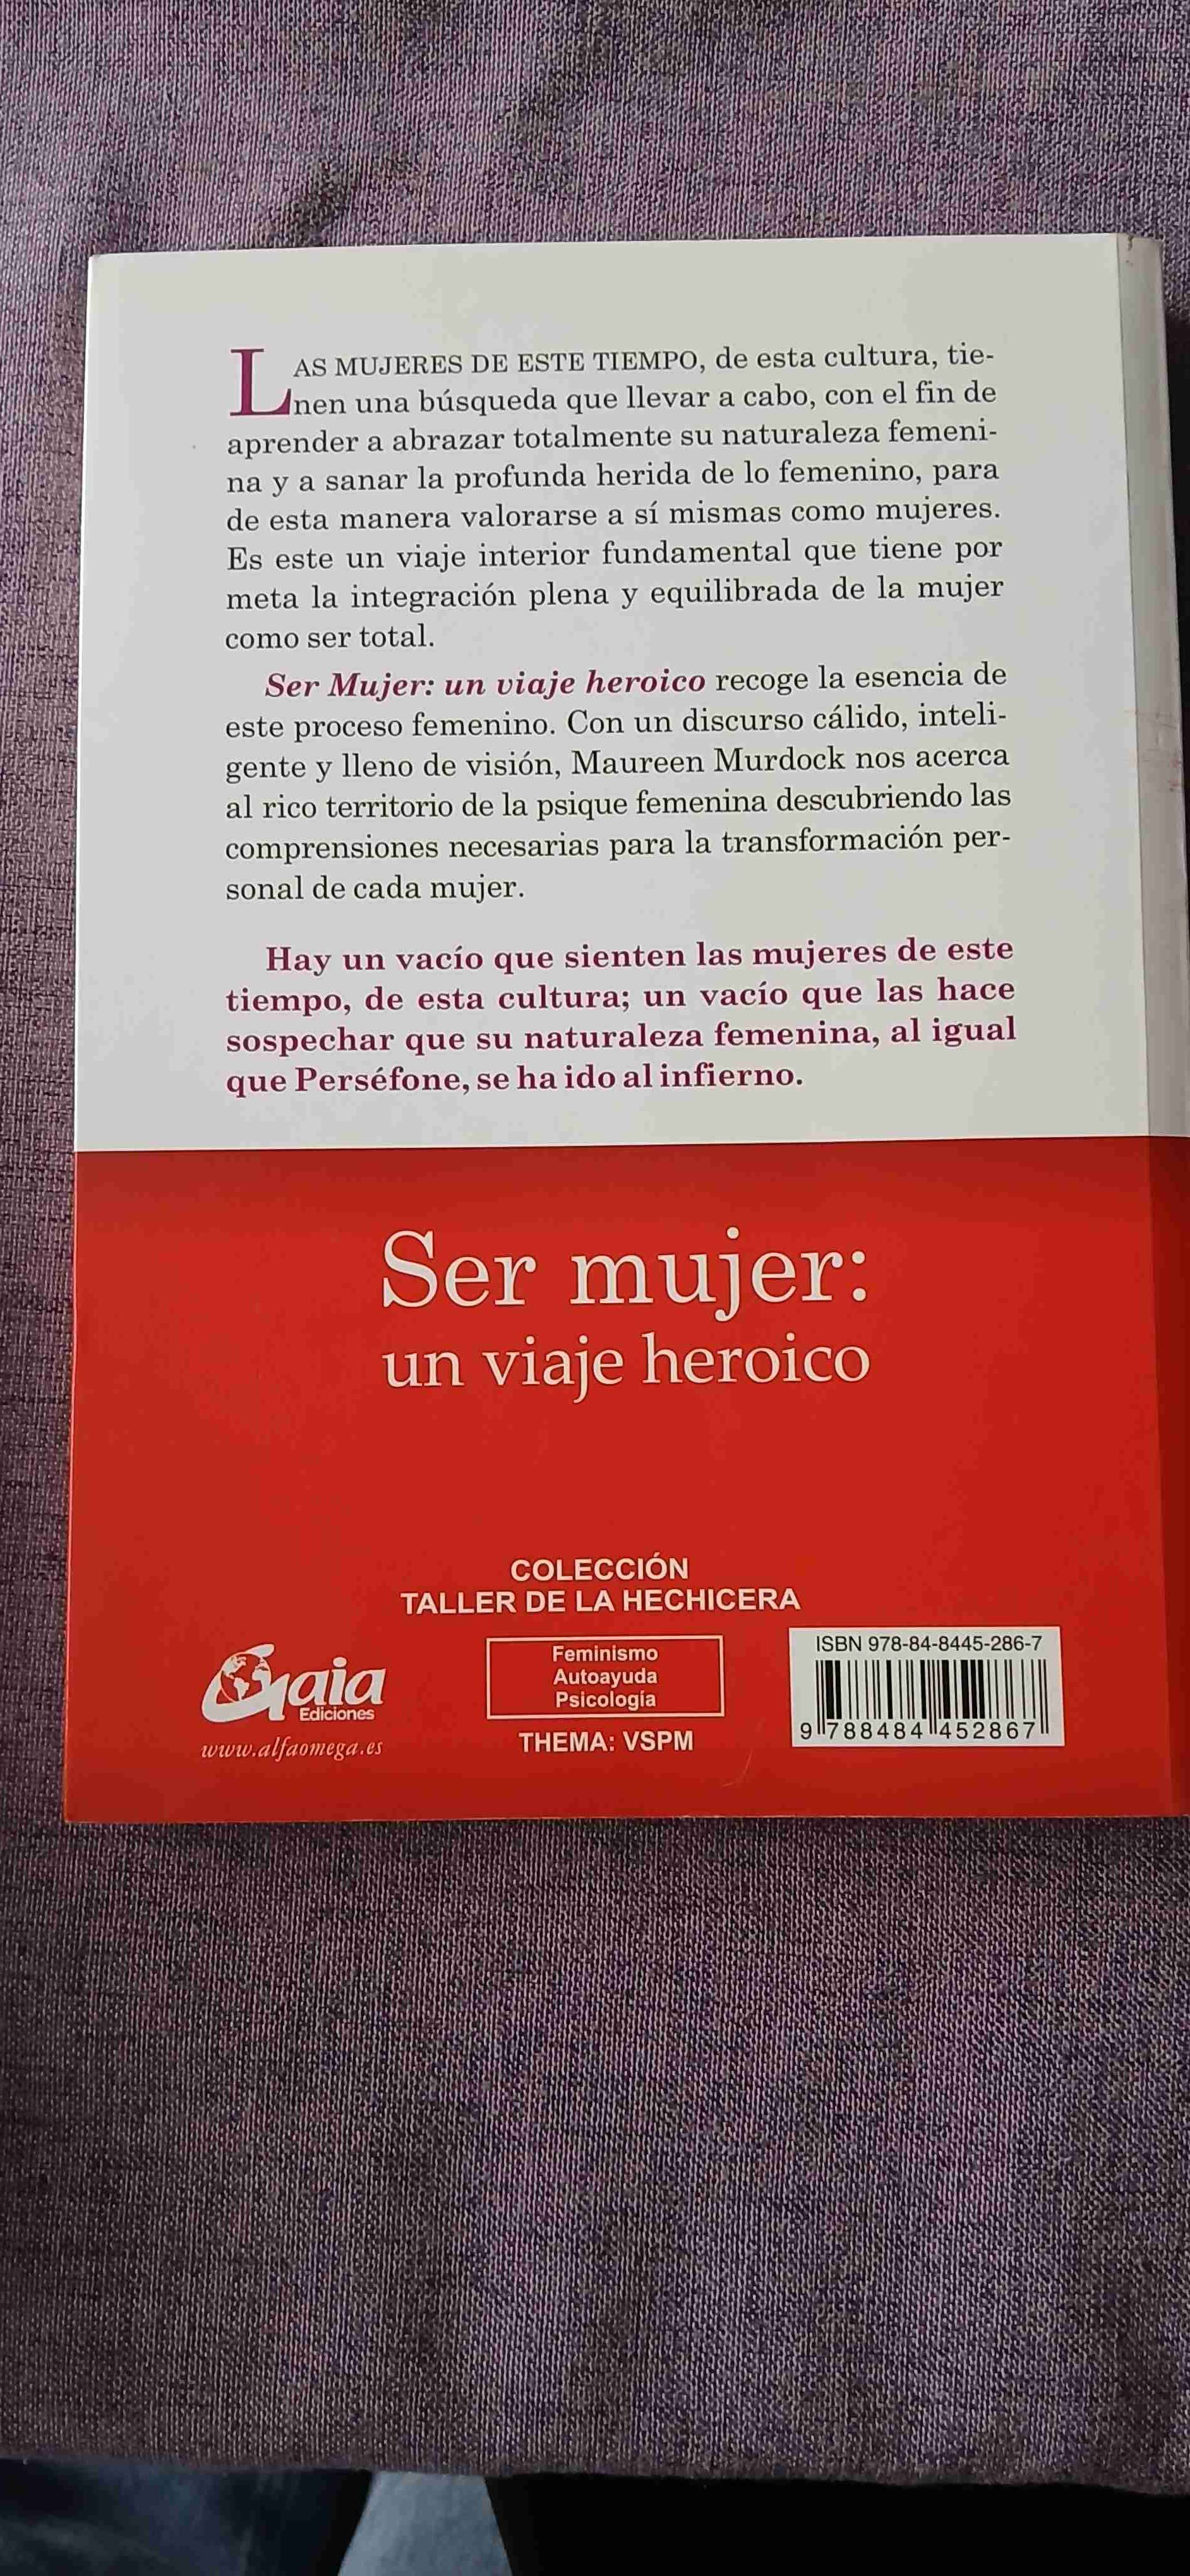 LAS MUJERES DE ESTE TIEMPO, de esta cultura, tie-
nen una búsqueda que llevar a cabo, con el fin de
aprender a abrazar totalmente su naturaleza femeni-
na y a sanar la profunda herida de lo femenino, para
de esta manera valorarse a sí mismas como mujeres.
Es este un viaje interior fundamental que tiene por
meta la integración plena y equilibrada de la mujer
como ser total.
Ser Mujer: un viaje heroico recoge la esencia de
este proceso femenino. Con un discurso cálido, inteli-
gente y lleno de visión, Maureen Murdock nos acerca
al rico territorio de la psique femenina descubriendo las
comprensiones necesarias para la transformación per-
sonal de cada mujer.
Hay un vacío que sienten las mujeres de este
tiempo, de esta cultura; un vacío que las hace
sospechar que su naturaleza femenina, al igual
que Perséfone, se ha ido al infierno.
Ser mujer:
un viaje heroico
COLECCIÓN
TALLER DE LA HECHICERA
Gaia
Ediciones
www.alfaomega.es
Feminismo
Autoayuda
Psicología
THEMA: VSPM
ISBN 978-84-8445-286-7
9 788484 452867